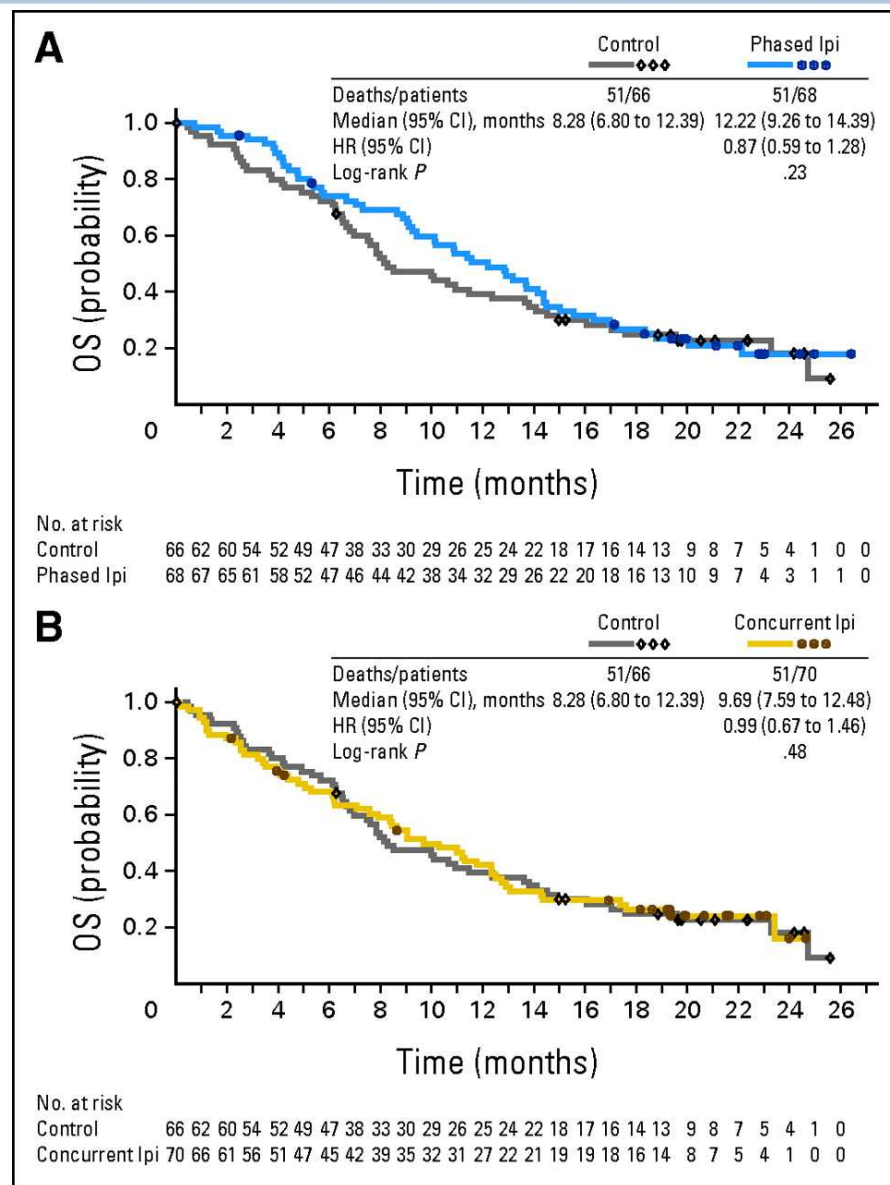 A
Control Phased Ipi
Deaths/patients 51/66 51/68
Median (95% CI), months 8.28 (6.80 to 12.39) 12.22 (9.26 to 14.39)
HR (95% CI) 0.87 (0.59 to 1.28)
Log-rank P .23
OS (probability)
1.0
0.8
0.6
0.4
0.2
0 2 4 6 8 10 12 14 16 18 20 22 24 26
Time (months)
No. at risk
Control 66 62 60 54 52 49 47 38 33 30 29 26 25 24 22 18 17 16 14 13 9 8 7 5 4 1 0 0
Phased Ipi 68 67 65 61 58 52 47 46 44 42 38 34 32 29 26 22 20 18 16 13 10 9 7 4 3 1 1 0
B
Control Concurrent Ipi
Deaths/patients 51/66 51/70
Median (95% CI), months 8.28 (6.80 to 12.39) 9.69 (7.59 to 12.48)
HR (95% CI) 0.99 (0.67 to 1.46)
Log-rank P .48
OS (probability)
1.0
0.8
0.6
0.4
0.2
0 2 4 6 8 10 12 14 16 18 20 22 24 26
Time (months)
No. at risk
Control 66 62 60 54 52 49 47 38 33 30 29 26 25 24 22 18 17 16 14 13 9 8 7 5 4 1 0
Concurrent Ipi 70 66 61 56 51 47 45 42 39 35 32 31 27 22 21 19 19 18 16 14 8 7 5 4 1 0 0